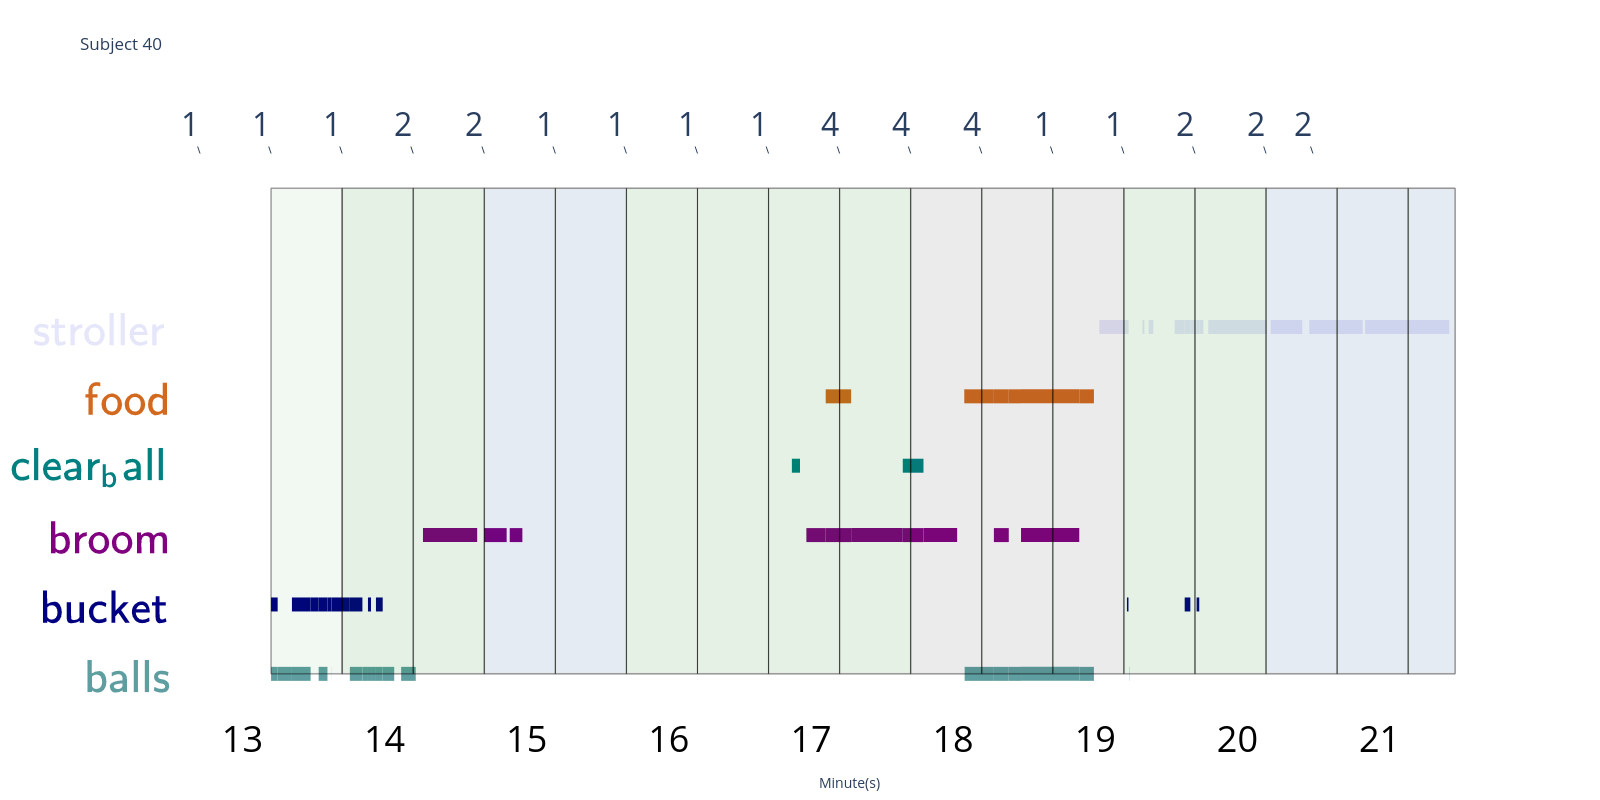 Subject 40
1 1 1 2 2 1 1 1 1 4 4 4 1 1 2 2 2
stroller
food
clear_b all
broom
bucket
balls
13 14 15 16 17 18 19 20 21
Minute(s)